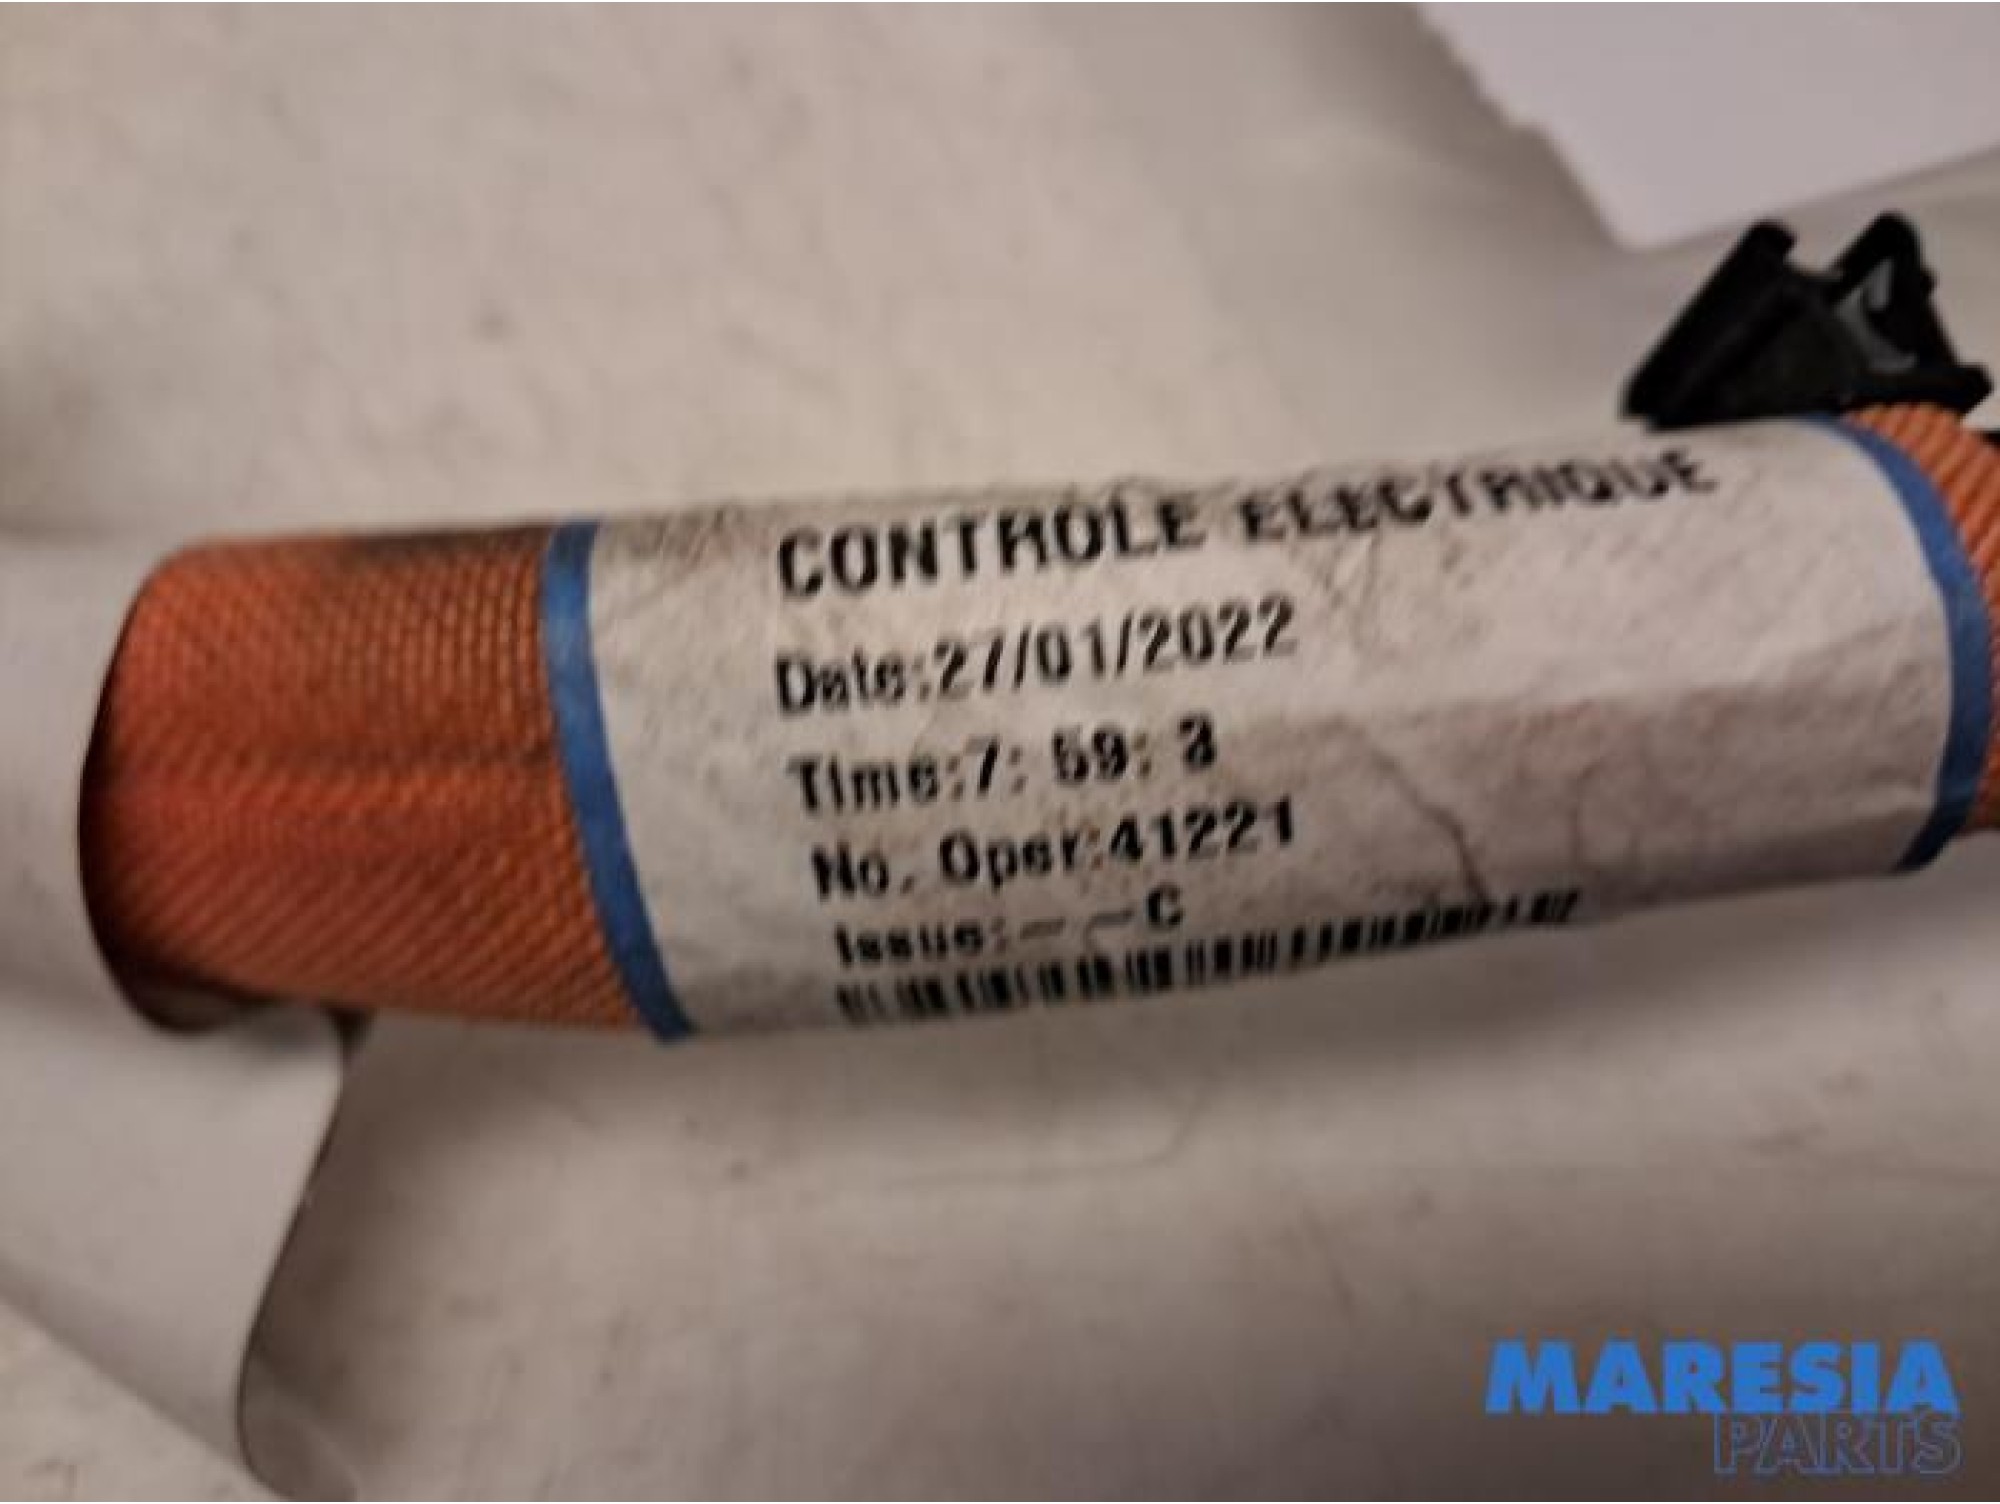 CONTROLE ELECTRIQUE
Date:27/01/2022
Time:7: 59: 3
No. Oper:41221
Issue:- -C
MARESIA
PARTS